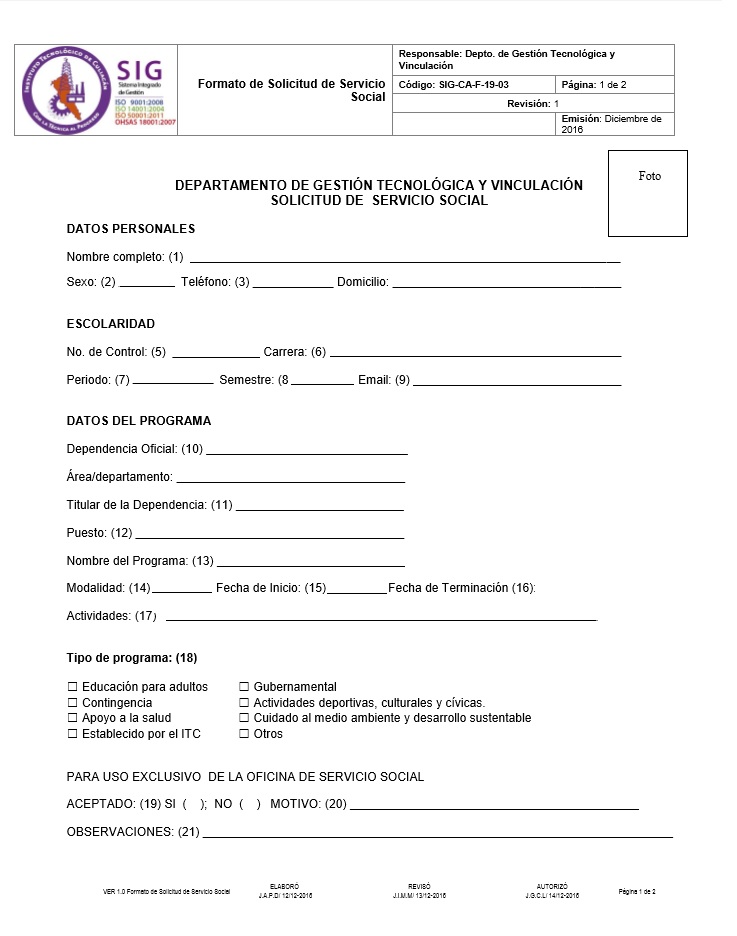 INSTITUTO TECNOLÓGICO DE CULIACÁN
CON LA TÉCNICA AL PROGRESO
SIG
Sistema Integrado
de Gestión
ISO 9001:2008
ISO 14001:2004
ISO 50001:2011
OHSAS 18001:2007
Formato de Solicitud de Servicio
Social
Responsable: Depto. de Gestión Tecnológica y
Vinculación
Código: SIG-CA-F-19-03 Página: 1 de 2
Revisión: 1
Emisión: Diciembre de
2016
Foto
DEPARTAMENTO DE GESTIÓN TECNOLÓGICA Y VINCULACIÓN
SOLICITUD DE SERVICIO SOCIAL
DATOS PERSONALES
Nombre completo: (1) ____
Sexo: (2) ____ Teléfono: (3) ____ Domicilio: ____
ESCOLARIDAD
No. de Control: (5) ____ Carrera: (6) ____
Periodo: (7) ____ Semestre: (8 ____ Email: (9) ____
DATOS DEL PROGRAMA
Dependencia Oficial: (10) ____
Área/departamento: ____
Titular de la Dependencia: (11) ____
Puesto: (12) ____
Nombre del Programa: (13) ____
Modalidad: (14) ____ Fecha de Inicio: (15) ____ Fecha de Terminación (16):
Actividades: (17) ____
Tipo de programa: (18)
☐ Educación para adultos ☐ Gubernamental
☐ Contingencia ☐ Actividades deportivas, culturales y cívicas.
☐ Apoyo a la salud ☐ Cuidado al medio ambiente y desarrollo sustentable
☐ Establecido por el ITC ☐ Otros
PARA USO EXCLUSIVO DE LA OFICINA DE SERVICIO SOCIAL
ACEPTADO: (19) SI ( ); NO ( ) MOTIVO: (20) ____
OBSERVACIONES: (21) ____
VER 1.0 Formato de Solicitud de Servicio Social
ELABORÓ
J.A.P.D/ 12/12-2016
REVISÓ
J.I.M.M/ 13/12-2016
AUTORIZÓ
J.G.C.L/ 14/12-2016
Página 1 de 2